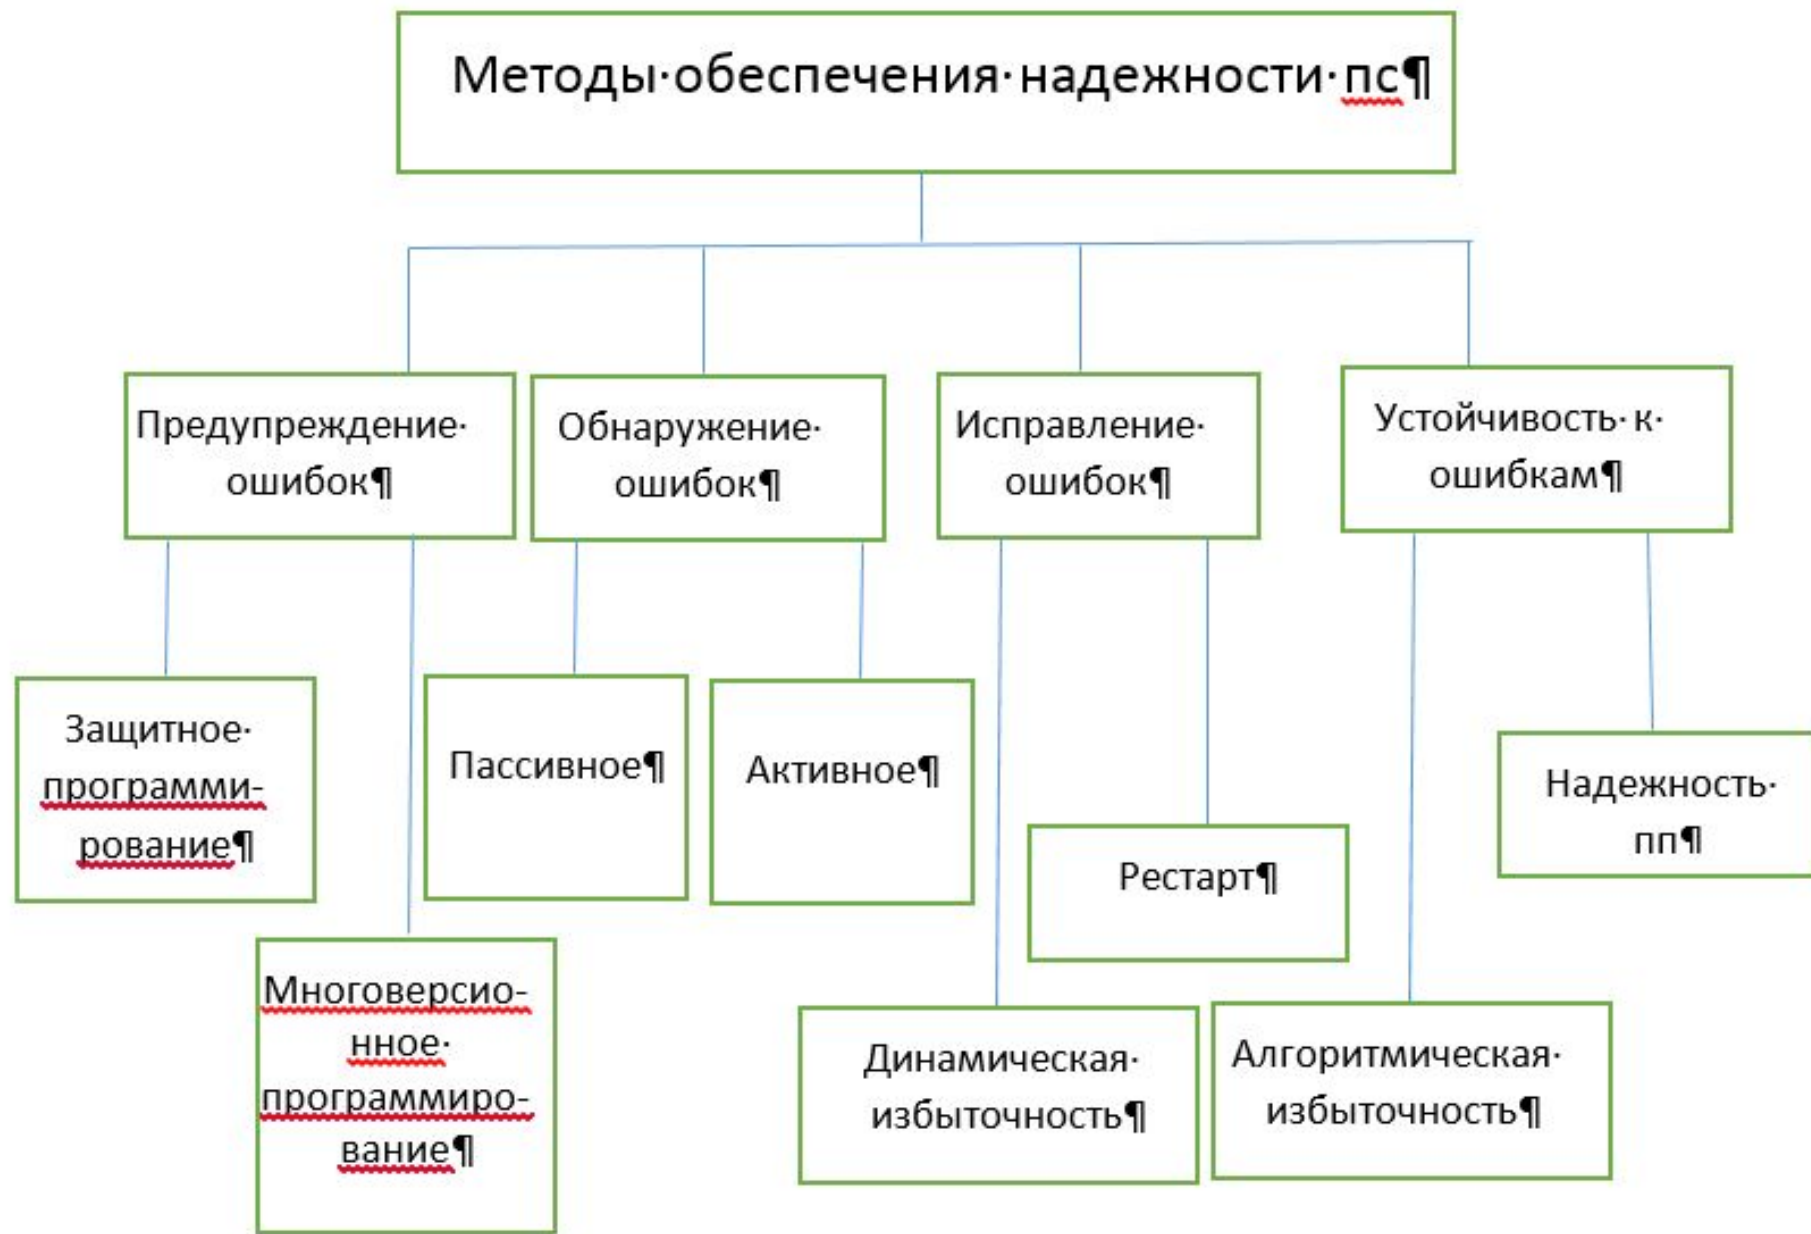 Методы·обеспечения·надежности·пс¶
Предупреждение·
ошибок¶
Обнаружение·
ошибок¶
Исправление·
ошибок¶
Устойчивость·к·
ошибкам¶
Защитное·
программи-
рование¶
Пассивное¶
Активное¶
Рестарт¶
Надежность·
пп¶
Многоверсио-
нное·
программиро-
вание¶
Динамическая·
избыточность¶
Алгоритмическая·
избыточность¶